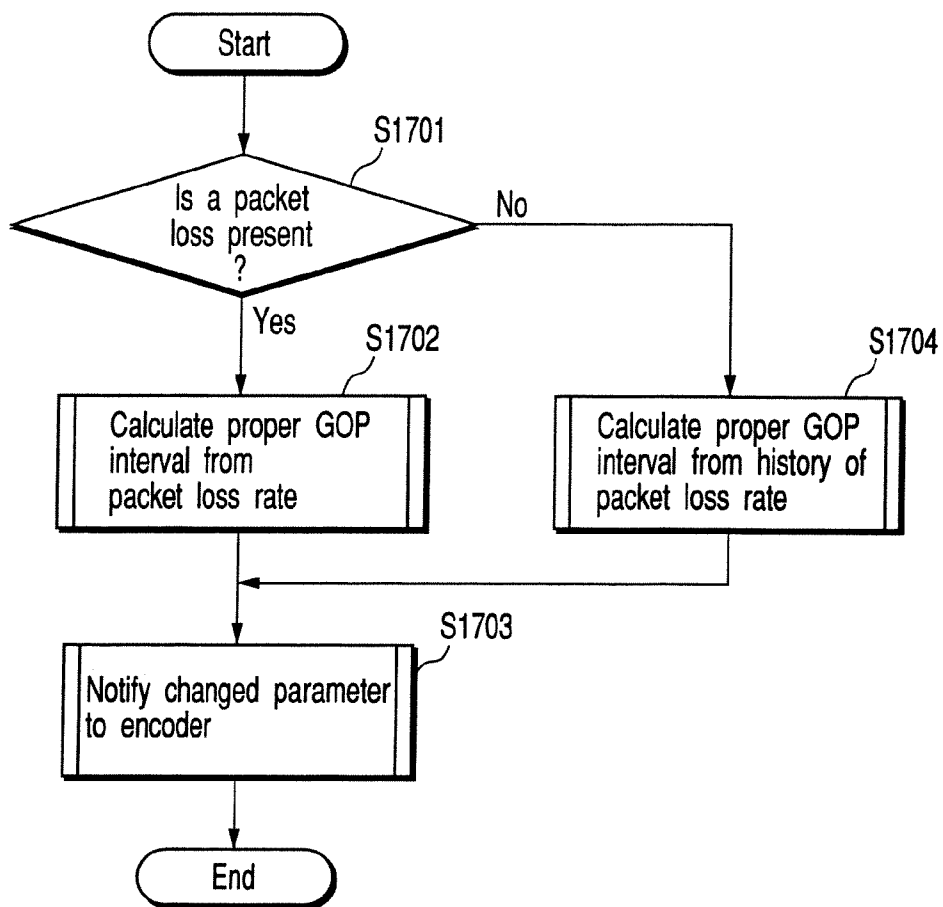 Start
S1701
Is a packet
loss present
?
No
Yes
S1702
Calculate proper GOP
interval from
packet loss rate
S1704
Calculate proper GOP
interval from history of
packet loss rate
S1703
Notify changed parameter
to encoder
End